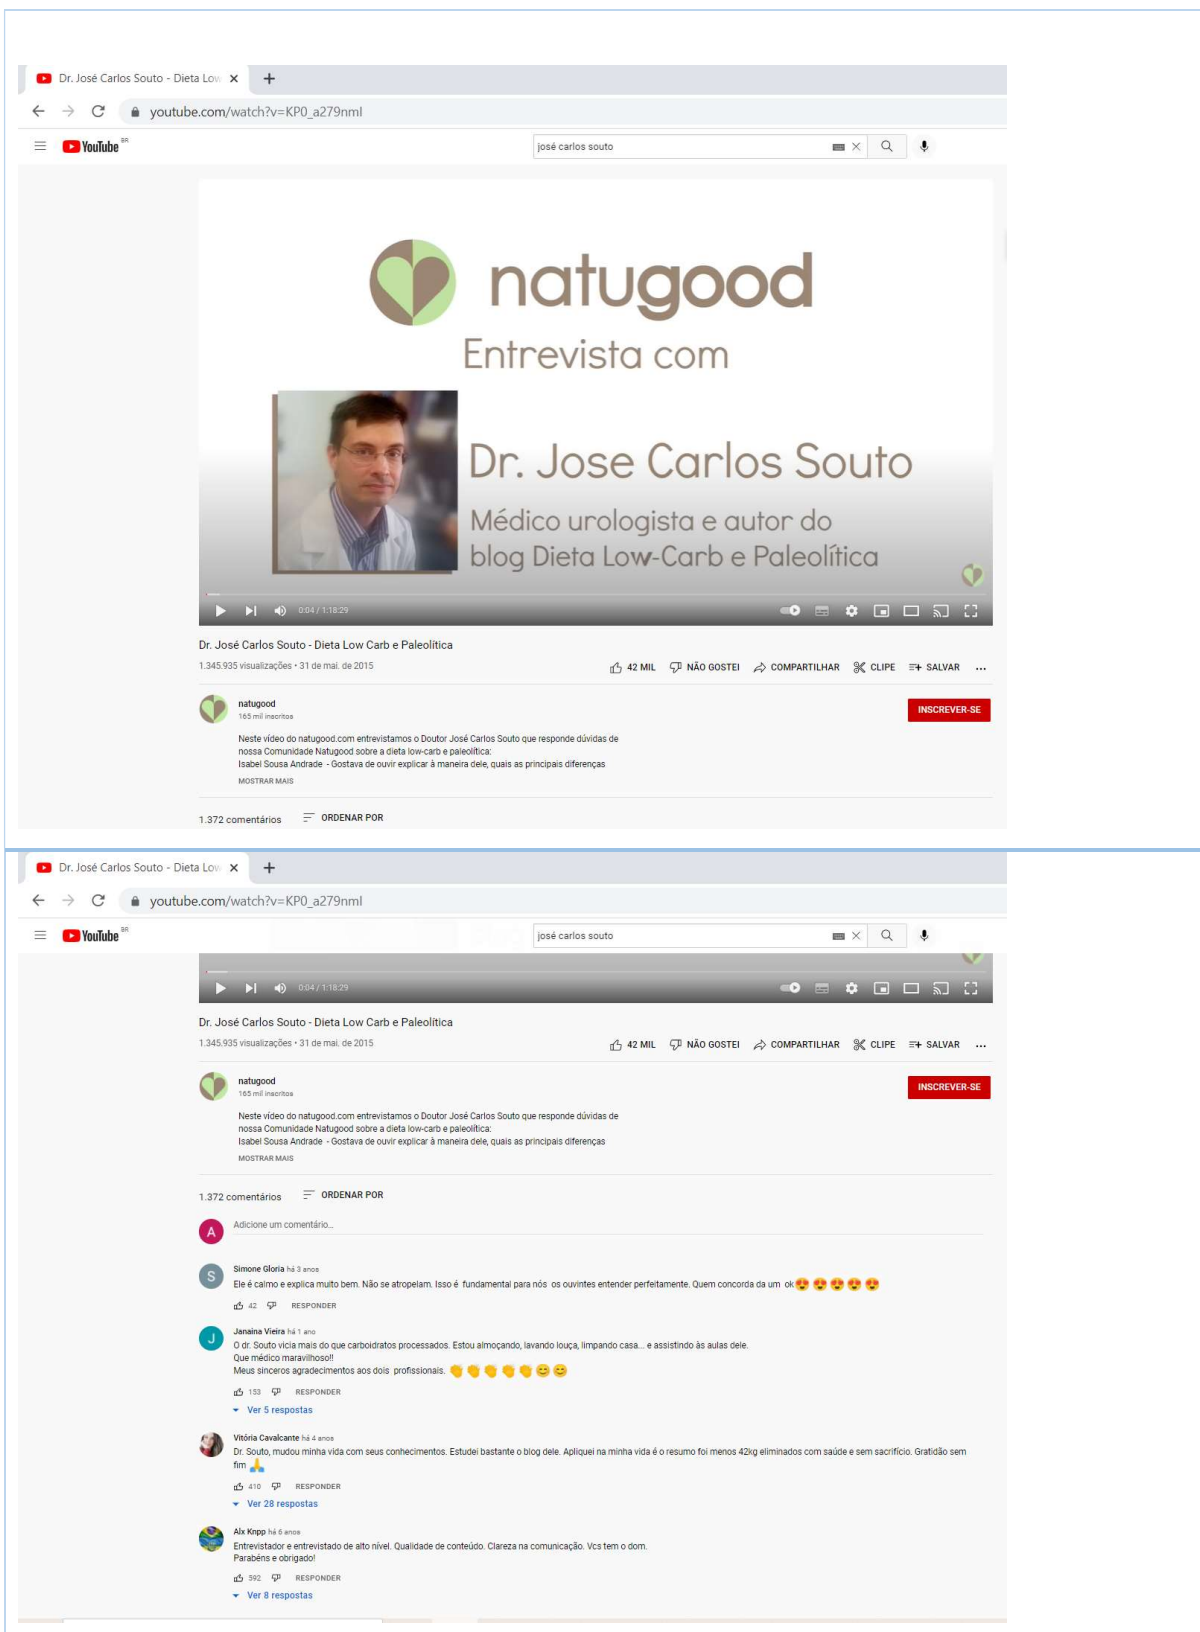 Dr. José Carlos Souto - Dieta Low
youtube.com/watch?v=KP0_a279nmI
YouTube BR
josé carlos souto
natugood
Entrevista com
Dr. Jose Carlos Souto
Médico urologista e autor do
blog Dieta Low-Carb e Paleolítica
0:04 / 1:18:29
Dr. José Carlos Souto - Dieta Low Carb e Paleolítica
1.345.935 visualizações • 31 de mai. de 2015
42 MIL NÃO GOSTEI COMPARTILHAR CLIPE SALVAR ...
natugood
165 mil inscritos
INSCREVER-SE
Neste vídeo do natugood.com entrevistamos o Doutor José Carlos Souto que responde dúvidas de
nossa Comunidade Natugood sobre a dieta low-carb e paleolítica:
Isabel Sousa Andrade - Gostava de ouvir explicar à maneira dele, quais as principais diferenças
MOSTRAR MAIS
1.372 comentários ORDENAR POR
Dr. José Carlos Souto - Dieta Low
youtube.com/watch?v=KP0_a279nmI
YouTube BR
josé carlos souto
0:04 / 1:18:29
Dr. José Carlos Souto - Dieta Low Carb e Paleolítica
1.345.935 visualizações • 31 de mai. de 2015
42 MIL NÃO GOSTEI COMPARTILHAR CLIPE SALVAR ...
natugood
165 mil inscritos
INSCREVER-SE
Neste vídeo do natugood.com entrevistamos o Doutor José Carlos Souto que responde dúvidas de
nossa Comunidade Natugood sobre a dieta low-carb e paleolítica:
Isabel Sousa Andrade - Gostava de ouvir explicar à maneira dele, quais as principais diferenças
MOSTRAR MAIS
1.372 comentários ORDENAR POR
A
Adicione um comentário...
S
Simone Gloria há 3 anos
Ele é calmo e explica muito bem. Não se atropelam. Isso é fundamental para nós os ouvintes entender perfeitamente. Quem concorda da um ok😍😍😍😍😍
42 RESPONDER
J
Janaina Vieira há 1 ano
O dr. Souto vicia mais do que carboidratos processados. Estou almoçando, lavando louça, limpando casa... e assistindo às aulas dele.
Que médico maravilhoso!!
Meus sinceros agradecimentos aos dois profissionais. 👏👏👏👏👏😊😊
153 RESPONDER
Ver 5 respostas
Vitória Cavalcante há 4 anos
Dr. Souto, mudou minha vida com seus conhecimentos. Estudei bastante o blog dele. Apliquei na minha vida é o resumo foi menos 42kg eliminados com saúde e sem sacrifício. Gratidão sem
fim 🙏
410 RESPONDER
Ver 28 respostas
Alx Knpp há 6 anos
Entrevistador e entrevistado de alto nível. Qualidade de conteúdo. Clareza na comunicação. Vcs tem o dom.
Parabéns e obrigado!
592 RESPONDER
Ver 8 respostas